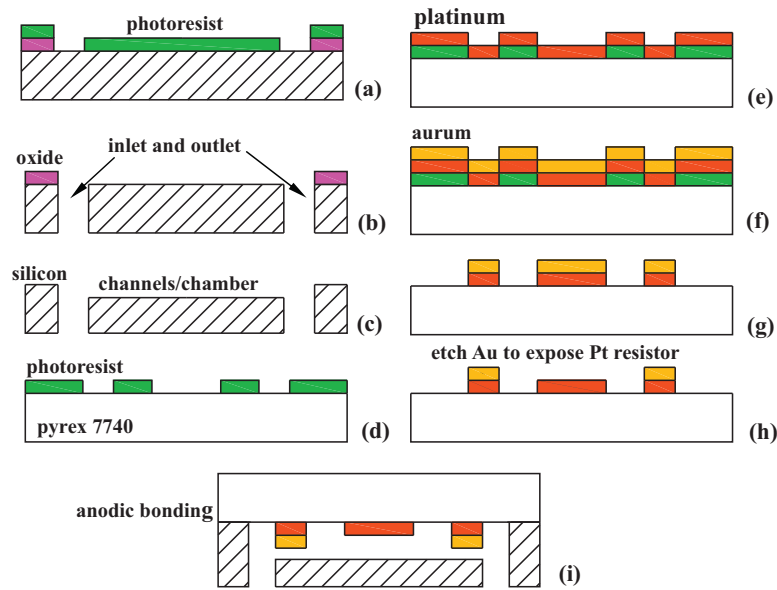 photoresist
(a)
inlet and outlet
oxide
(b)
silicon
channels/chamber
(c)
photoresist
pyrex 7740
(d)
platinum
(e)
aurum
(f)
(g)
etch Au to expose Pt resistor
(h)
anodic bonding
(i)